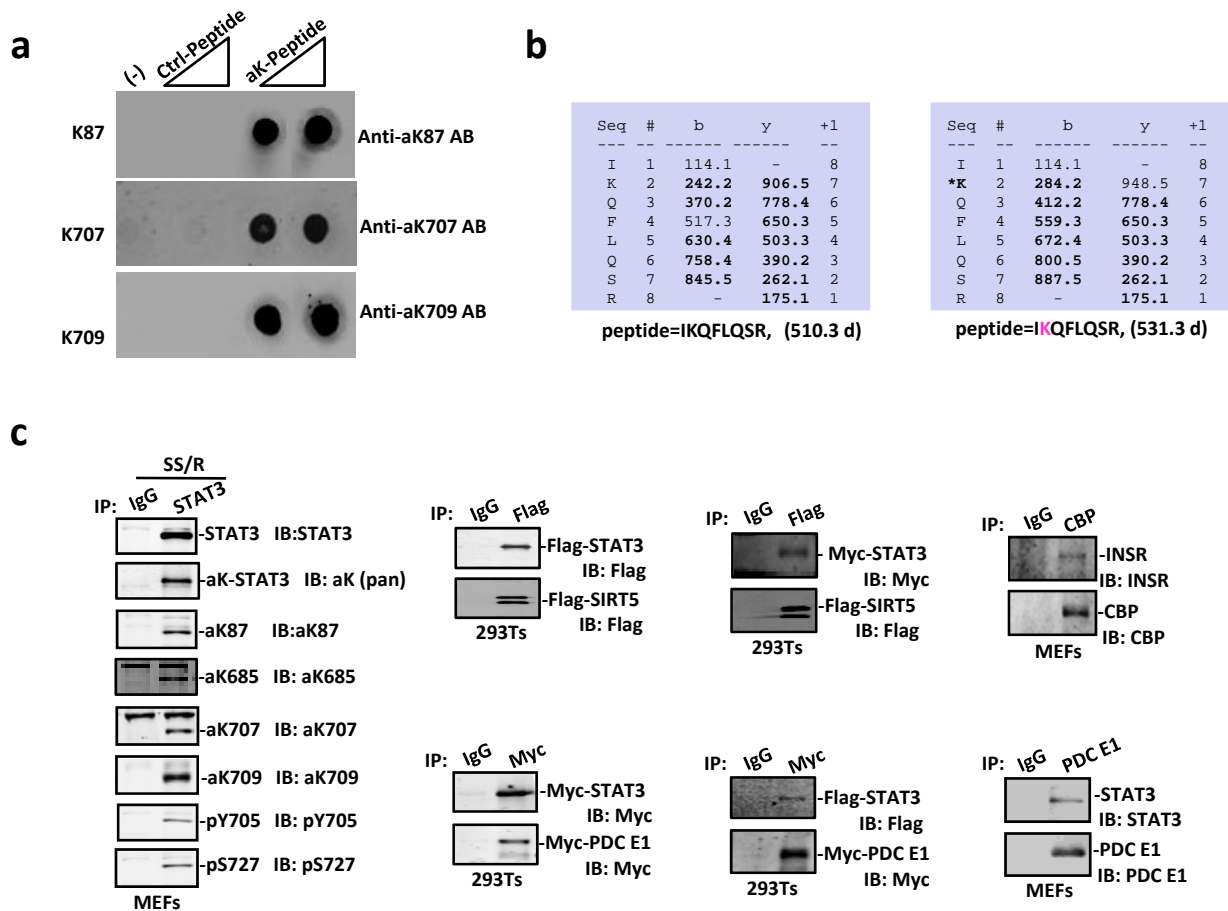 a
(-) Ctrl-Peptide aK-Peptide
K87 Anti-aK87 AB
K707 Anti-aK707 AB
K709 Anti-aK709 AB
b
Seq # b y +1
--- -- ------ ------ --
I 1 114.1 - 8
K 2 242.2 906.5 7
Q 3 370.2 778.4 6
F 4 517.3 650.3 5
L 5 630.4 503.3 4
Q 6 758.4 390.2 3
S 7 845.5 262.1 2
R 8 - 175.1 1
peptide=IKQFLQSR, (510.3 d)
Seq # b y +1
--- -- ------ ------ --
I 1 114.1 - 8
*K 2 284.2 948.5 7
Q 3 412.2 778.4 6
F 4 559.3 650.3 5
L 5 672.4 503.3 4
Q 6 800.5 390.2 3
S 7 887.5 262.1 2
R 8 - 175.1 1
peptide=IKQFLQSR, (531.3 d)
c
SS/R
IP: IgG STAT3
-STAT3 IB:STAT3
-aK-STAT3 IB: aK (pan)
-aK87 IB:aK87
-aK685 IB: aK685
-aK707 IB: aK707
-aK709 IB: aK709
-pY705 IB: pY705
-pS727 IB: pS727
MEFs
IP: IgG Flag
-Flag-STAT3
IB: Flag
-Flag-SIRT5
IB: Flag
293Ts
IP: IgG Flag
- Myc-STAT3
IB: Myc
-Flag-SIRT5
IB: Flag
293Ts
IP: IgG CBP
-INSR
IB: INSR
-CBP
IB: CBP
MEFs
IP: IgG Myc
-Myc-STAT3
IB: Myc
-Myc-PDC E1
IB: Myc
293Ts
IP: IgG Myc
-Flag-STAT3
IB: Flag
-Myc-PDC E1
IB: Myc
293Ts
IP: IgG PDC E1
-STAT3
IB: STAT3
-PDC E1
IB: PDC E1
MEFs